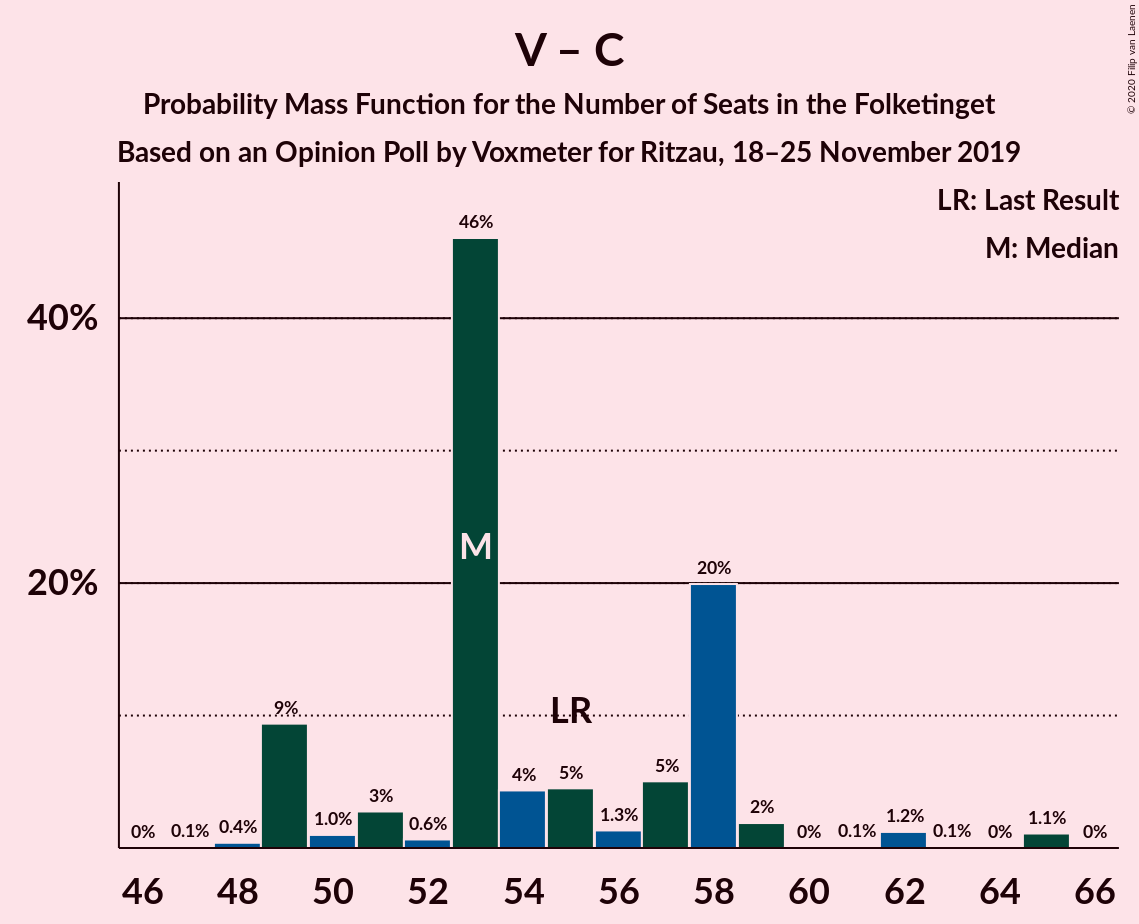 V – C
Probability Mass Function for the Number of Seats in the Folketinget
Based on an Opinion Poll by Voxmeter for Ritzau, 18–25 November 2019
© 2020 Filip van Laenen
LR: Last Result
M: Median
46%
40%
M
20%
20%
LR
9%
5%
5%
4%
3%
2%
1.3%
1.2%
1.1%
1.0%
0.6%
0.4%
0% 0.1% 0% 0.1% 0.1% 0% 0%
46 48 50 52 54 56 58 60 62 64 66